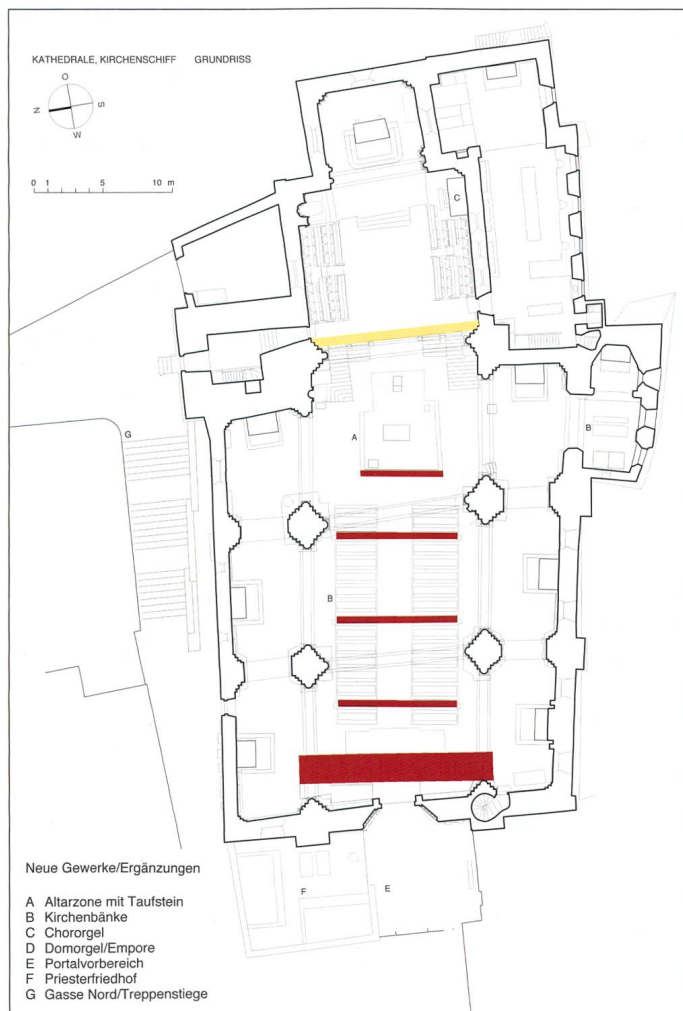 KATHEDRALE, KIRCHENSCHIFF GRUNDRISS
O
N S
W
0 1 5 10 m
C
A
B
G
B
F
E
Neue Gewerke/Ergänzungen
A Altarzone mit Taufstein
B Kirchenbänke
C Chororgel
D Domorgel/Empore
E Portalvorbereich
F Priesterfriedhof
G Gasse Nord/Treppenstiege